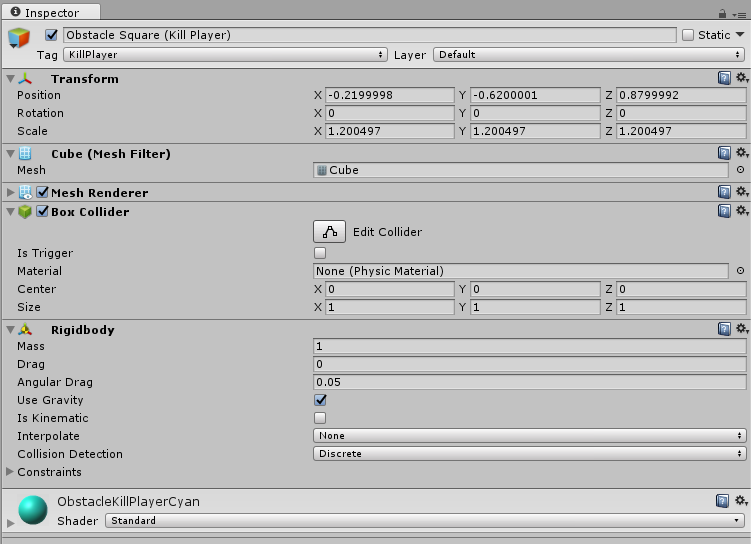 Inspector
Obstacle Square (Kill Player) Static
Tag KillPlayer Layer Default
Transform
Position X -0.2199998 Y -0.6200001 Z 0.8799992
Rotation X 0 Y 0 Z 0
Scale X 1.200497 Y 1.200497 Z 1.200497
Cube (Mesh Filter)
Mesh Cube
Mesh Renderer
Box Collider
Edit Collider
Is Trigger
Material None (Physic Material)
Center X 0 Y 0 Z 0
Size X 1 Y 1 Z 1
Rigidbody
Mass 1
Drag 0
Angular Drag 0.05
Use Gravity
Is Kinematic
Interpolate None
Collision Detection Discrete
Constraints
ObstacleKillPlayerCyan
Shader Standard